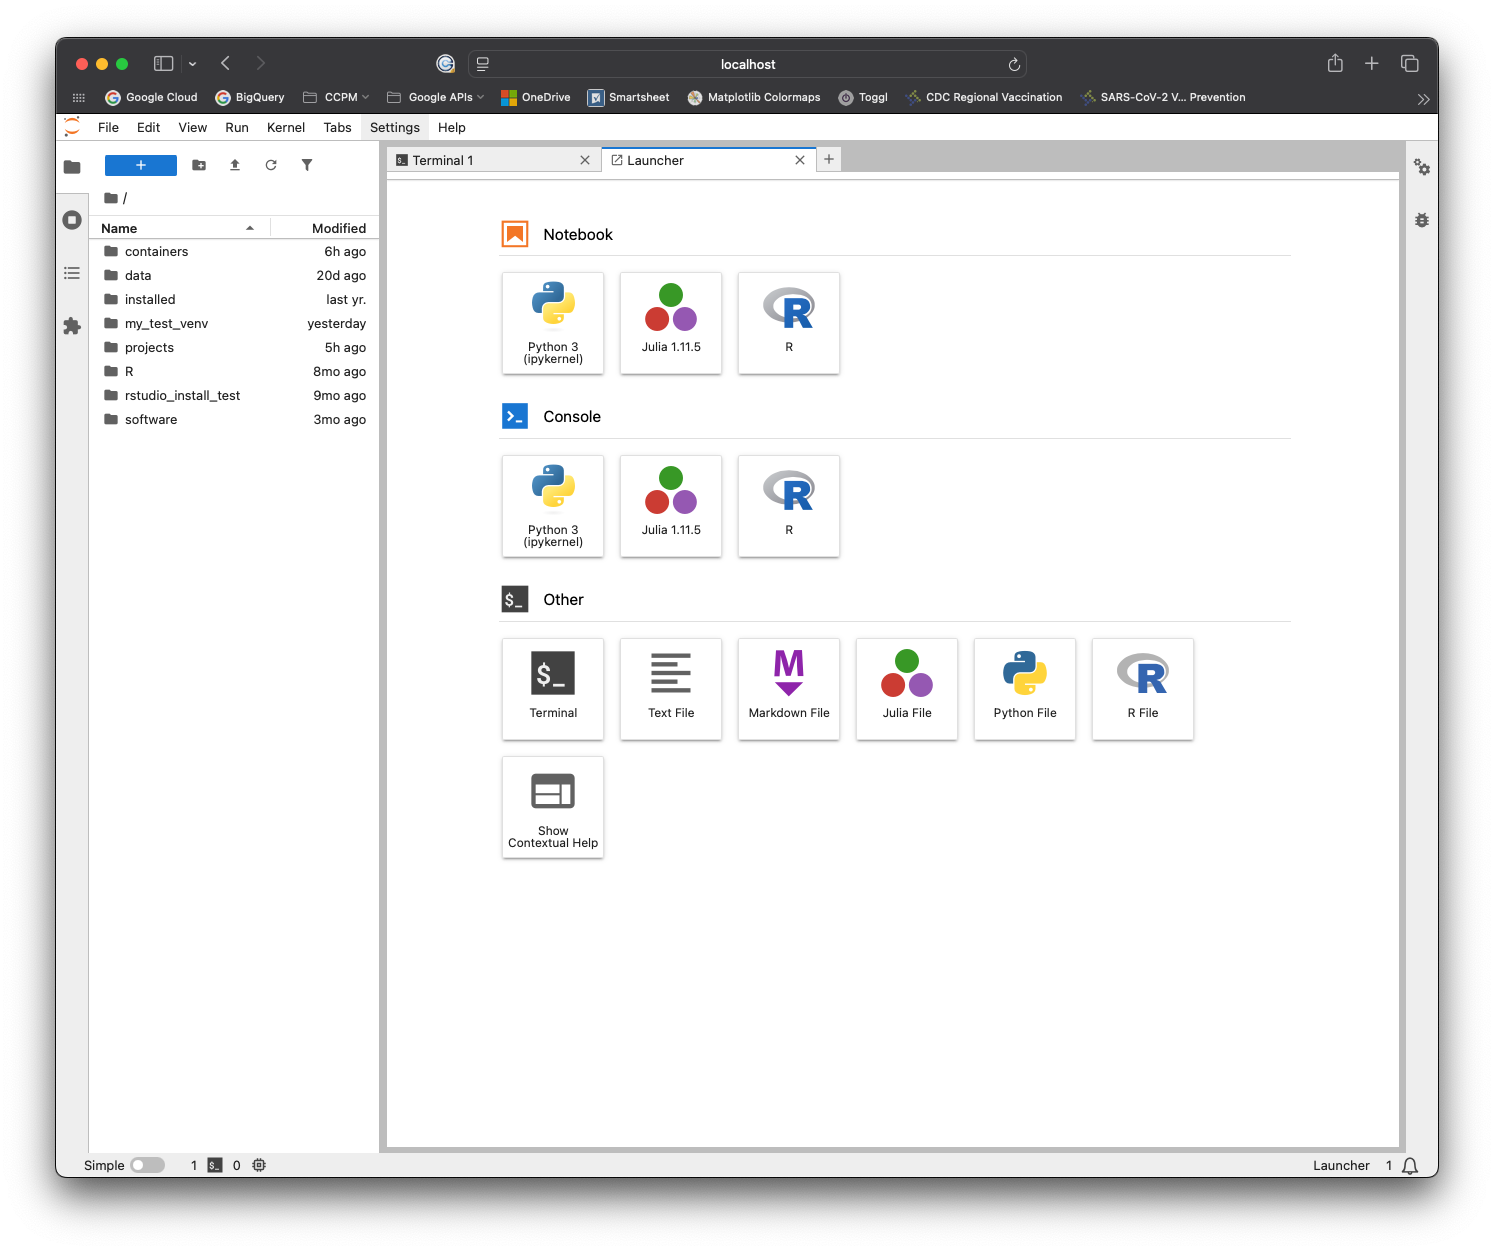 localhost
Google Cloud BigQuery CCPM Google APIs OneDrive Smartsheet Matplotlib Colormaps Toggl CDC Regional Vaccination SARS-CoV-2 V... Prevention
File Edit View Run Kernel Tabs Settings Help
Terminal 1 Launcher
/
Name Modified
containers 6h ago
data 20d ago
installed last yr.
my_test_venv yesterday
projects 5h ago
R 8mo ago
rstudio_install_test 9mo ago
software 3mo ago
Notebook
Python 3 (ipykernel)
Julia 1.11.5
R
Console
Python 3 (ipykernel)
Julia 1.11.5
R
$_ Other
$_
Terminal
Text File
M
Markdown File
Julia File
Python File
R File
Show
Contextual Help
Simple 1 $_ 0 Launcher 1